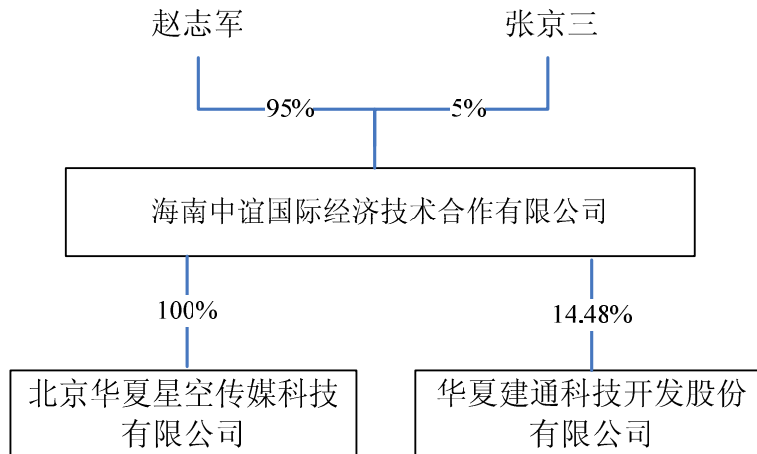 赵志军
张京三
95%
5%
海南中谊国际经济技术合作有限公司
100%
14.48%
北京华夏星空传媒科技
有限公司
华夏建通科技开发股份
有限公司